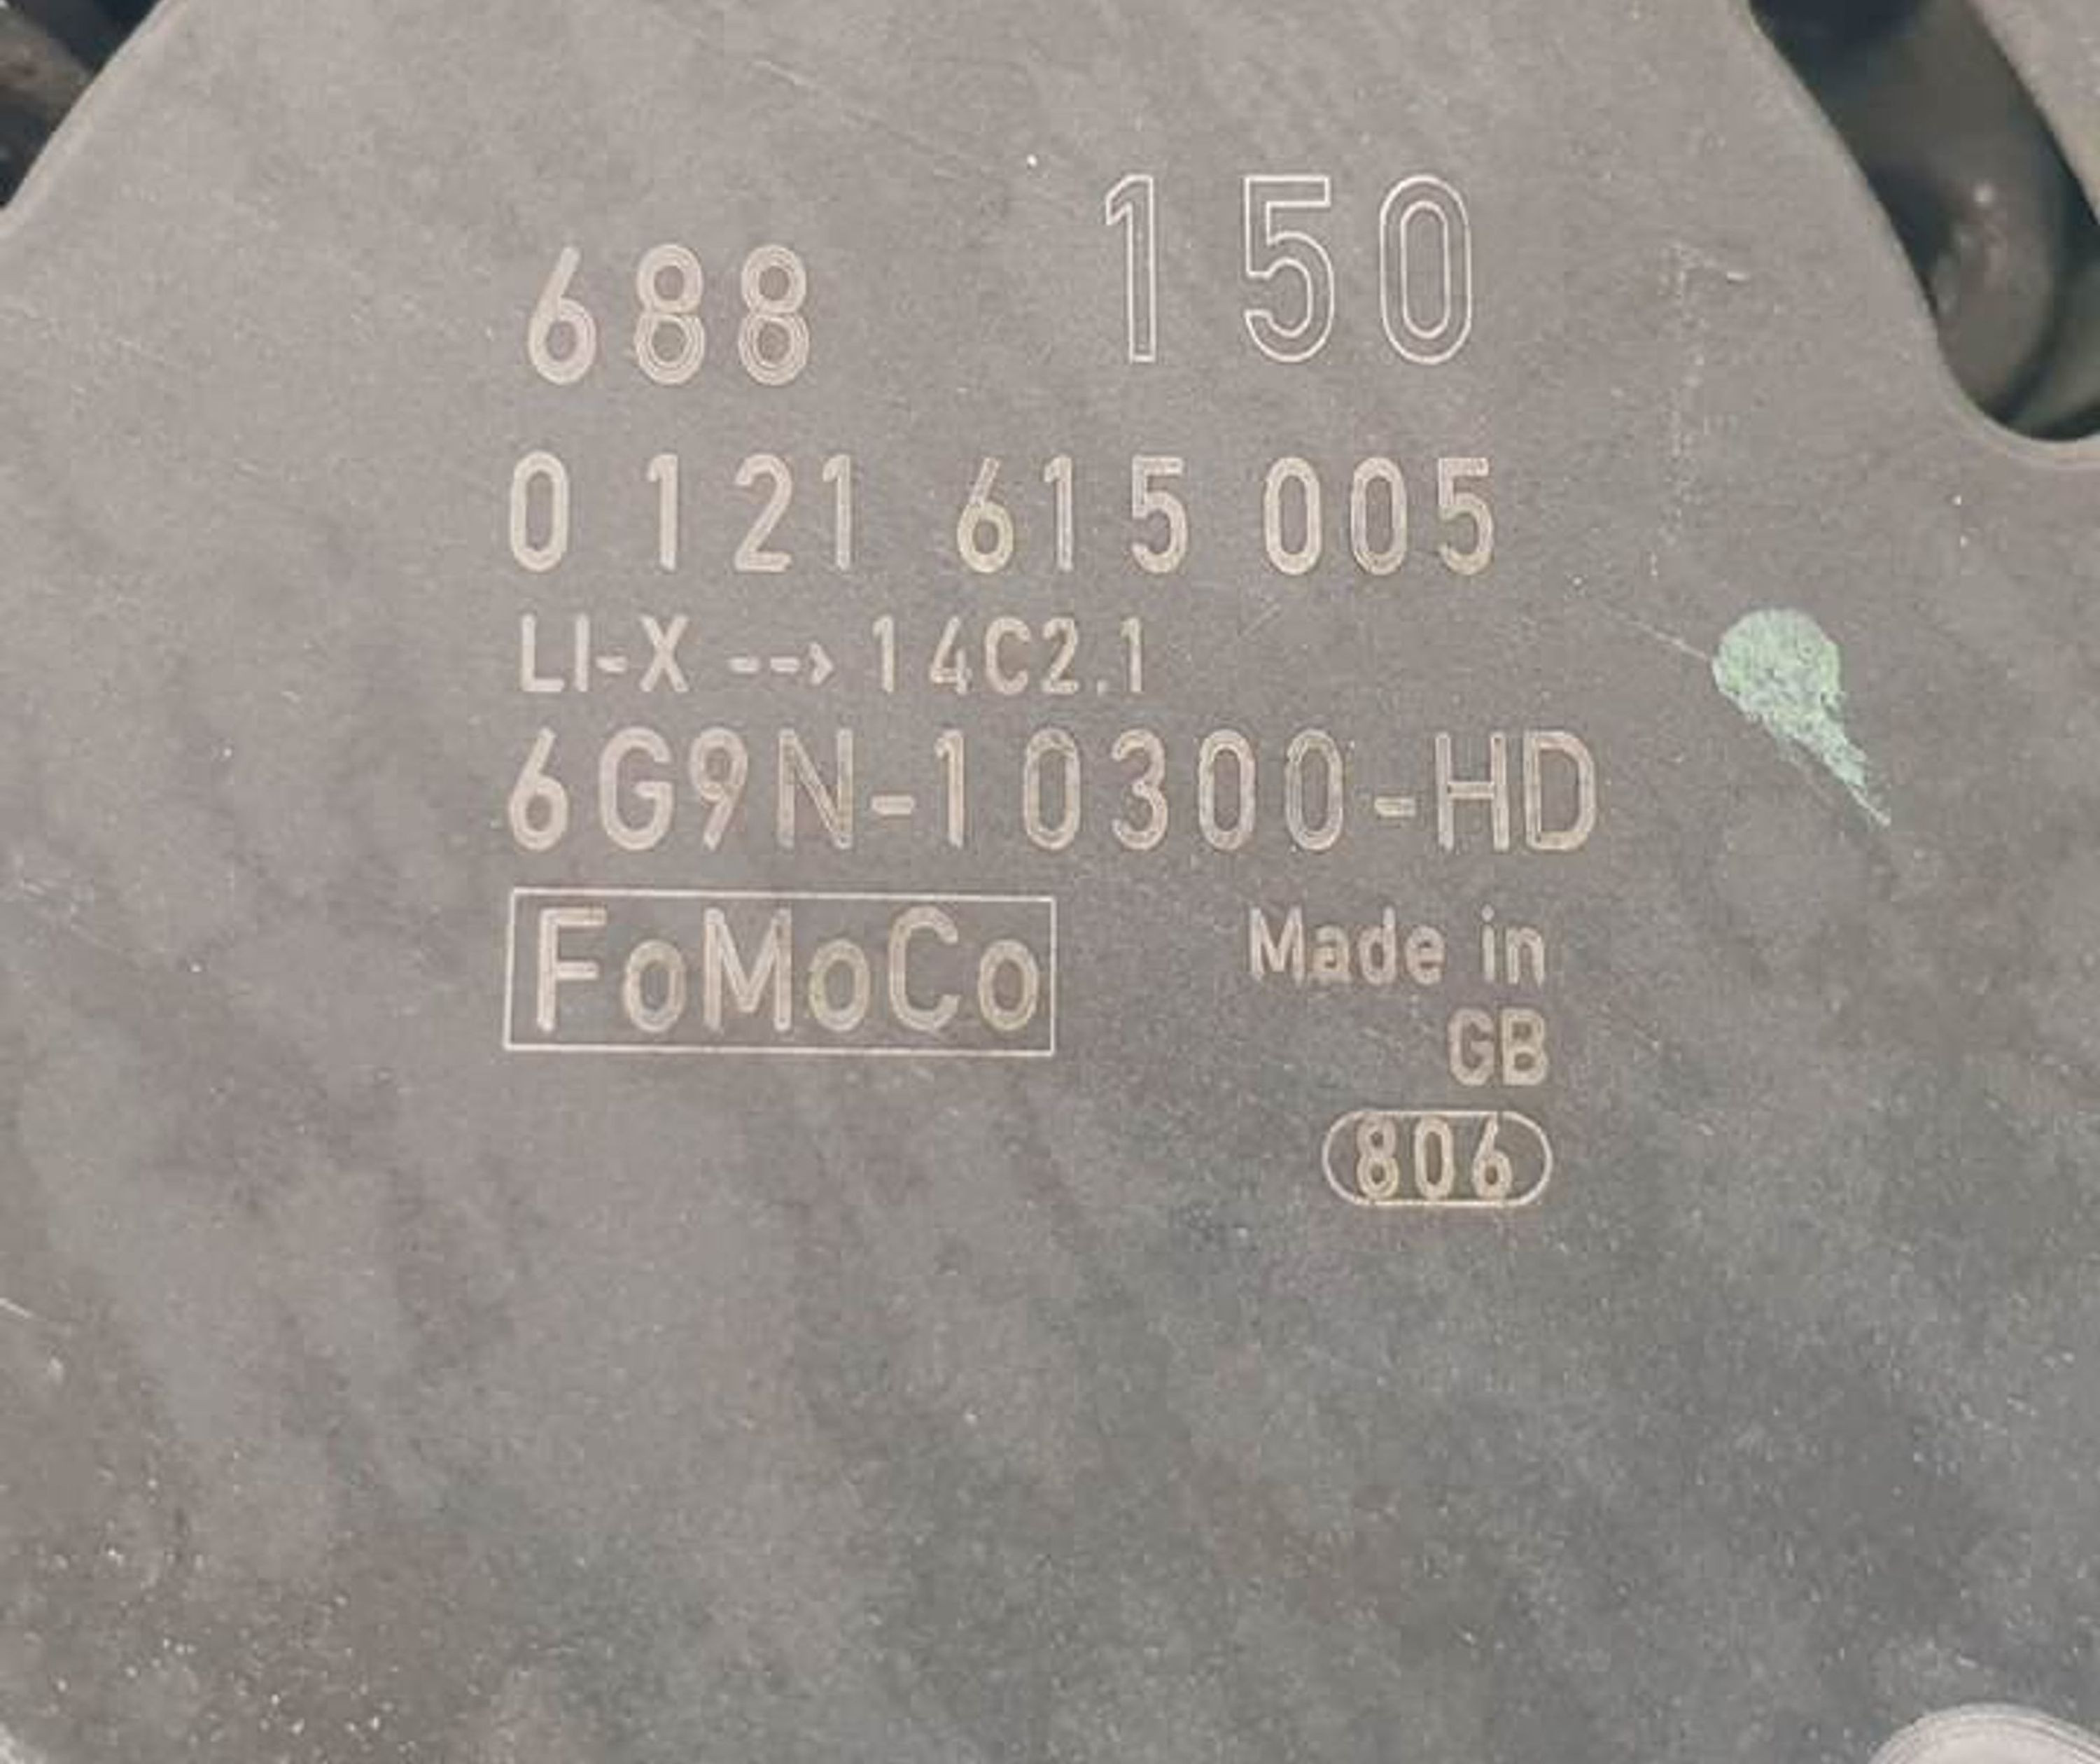 688 150
0 121 615 005
LI-X --> 14C2.1
6G9N-10300-HD
FoMoCo Made in
GB
806